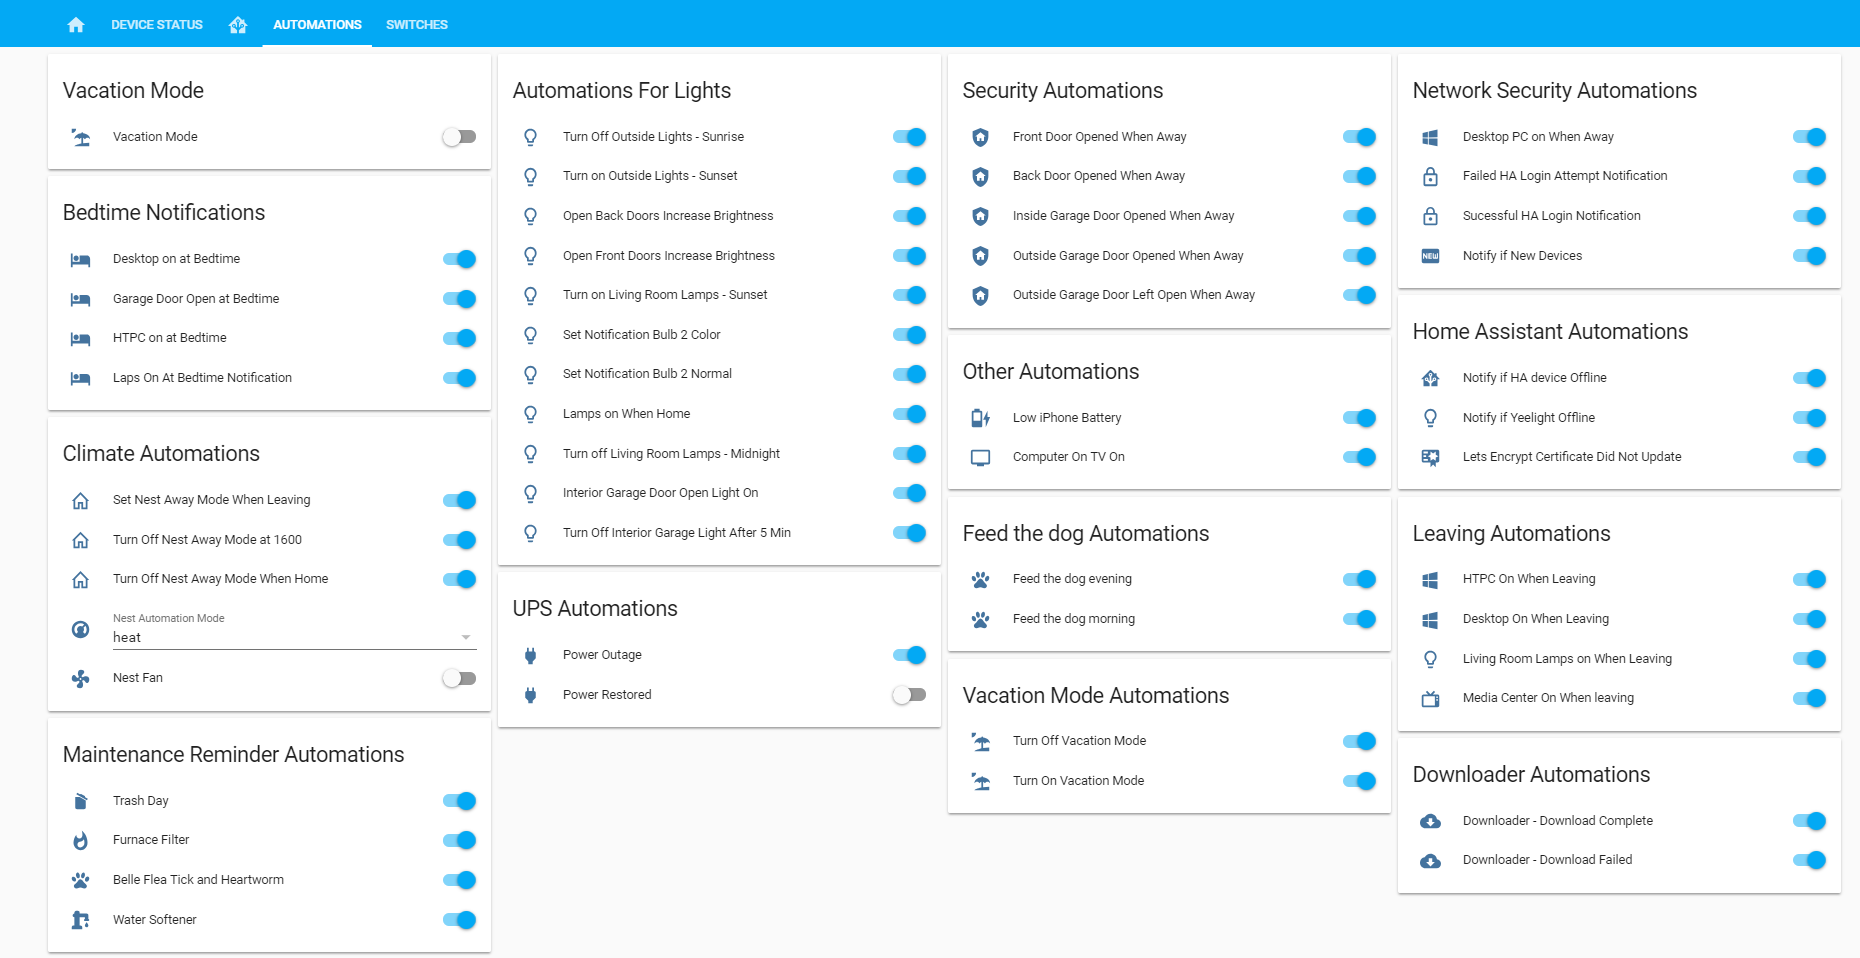 DEVICE STATUS
AUTOMATIONS
SWITCHES
Vacation Mode
Vacation Mode
Bedtime Notifications
Desktop on at Bedtime
Garage Door Open at Bedtime
HTPC on at Bedtime
Laps On At Bedtime Notification
Climate Automations
Set Nest Away Mode When Leaving
Turn Off Nest Away Mode at 1600
Turn Off Nest Away Mode When Home
Nest Automation Mode
heat
Nest Fan
Maintenance Reminder Automations
Trash Day
Furnace Filter
Belle Flea Tick and Heartworm
Water Softener
Automations For Lights
Turn Off Outside Lights - Sunrise
Turn on Outside Lights - Sunset
Open Back Doors Increase Brightness
Open Front Doors Increase Brightness
Turn on Living Room Lamps - Sunset
Set Notification Bulb 2 Color
Set Notification Bulb 2 Normal
Lamps on When Home
Turn off Living Room Lamps - Midnight
Interior Garage Door Open Light On
Turn Off Interior Garage Light After 5 Min
UPS Automations
Power Outage
Power Restored
Security Automations
Front Door Opened When Away
Back Door Opened When Away
Inside Garage Door Opened When Away
Outside Garage Door Opened When Away
Outside Garage Door Left Open When Away
Other Automations
Low iPhone Battery
Computer On TV On
Feed the dog Automations
Feed the dog evening
Feed the dog morning
Vacation Mode Automations
Turn Off Vacation Mode
Turn On Vacation Mode
Network Security Automations
Desktop PC on When Away
Failed HA Login Attempt Notification
Sucessful HA Login Notification
NEW
Notify if New Devices
Home Assistant Automations
Notify if HA device Offline
Notify if Yeelight Offline
Lets Encrypt Certificate Did Not Update
Leaving Automations
HTPC On When Leaving
Desktop On When Leaving
Living Room Lamps on When Leaving
Media Center On When leaving
Downloader Automations
Downloader - Download Complete
Downloader - Download Failed